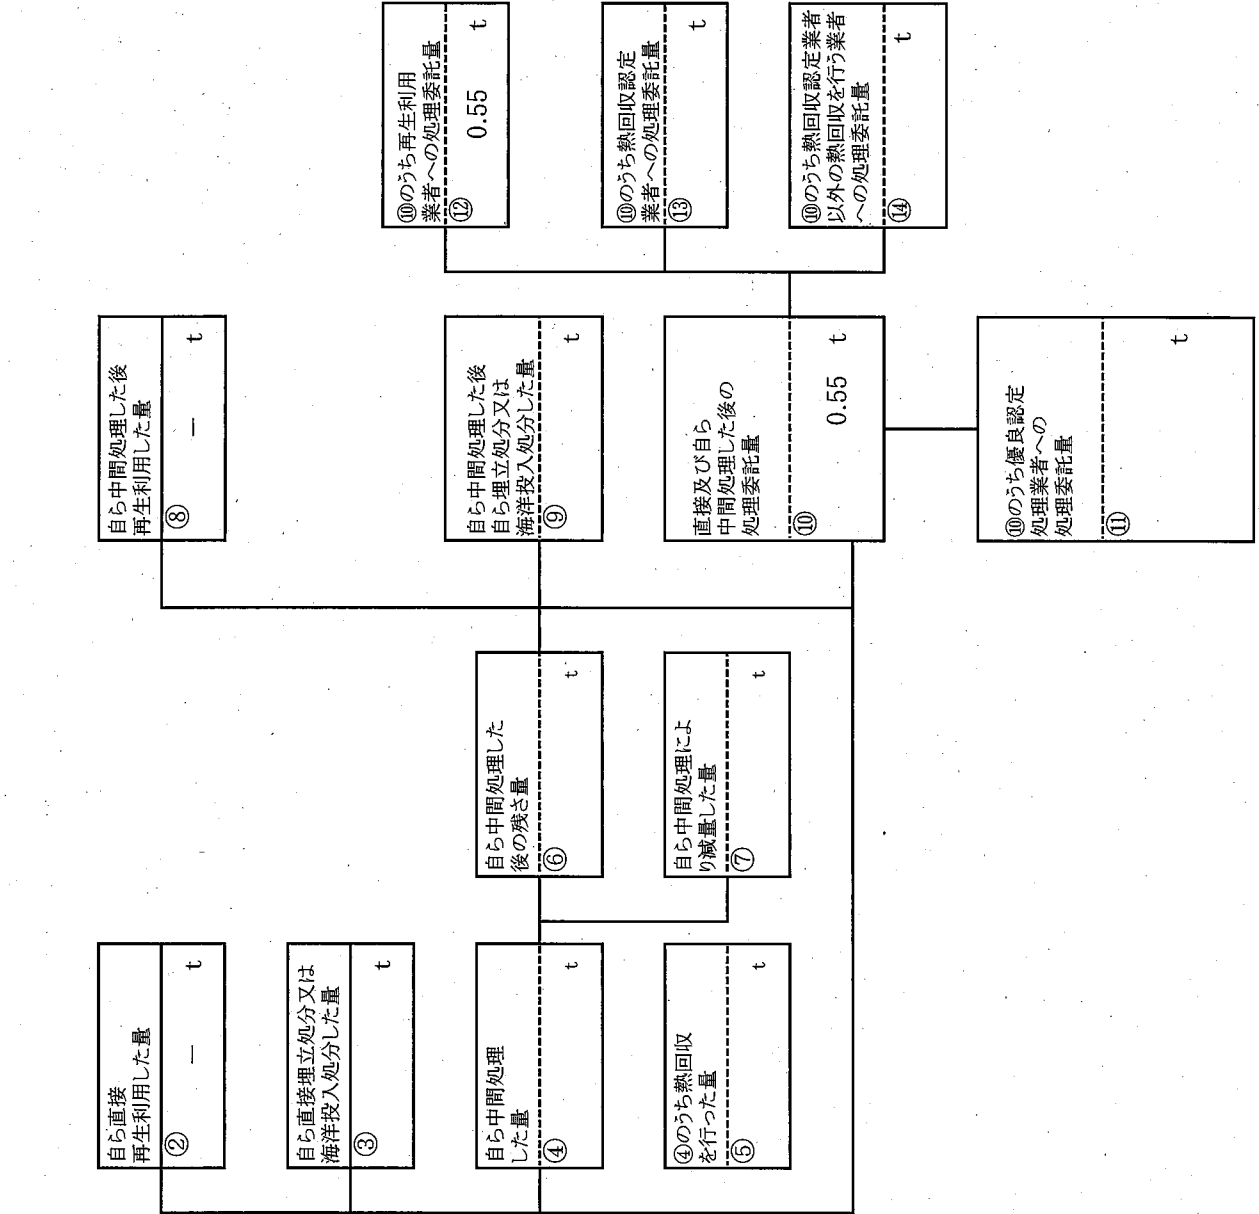 自ら直接
再生利用した量
② ― t
自ら直接埋立処分又は
海洋投入処分した量
③ t
自ら中間処理
した量
④ t
④のうち熱回収
を行った量
⑤ t
自ら中間処理した
後の残さ量
⑥ t
自ら中間処理によ
り減量した量
⑦ t
自ら中間処理した後
再生利用した量
⑧ ― t
自ら中間処理した後
自ら埋立処分又は
海洋投入処分した量
⑨ t
直接及び自ら
中間処理した後の
処理委託量
⑩ 0.55 t
⑩のうち優良認定
処理業者への
処理委託量
⑪ t
⑩のうち再生利用
業者への処理委託量
⑫ 0.55 t
⑩のうち熱回収認定
業者への処理委託量
⑬ t
⑩のうち熱回収認定業者
以外の熱回収を行う業者
への処理委託量
⑭ t